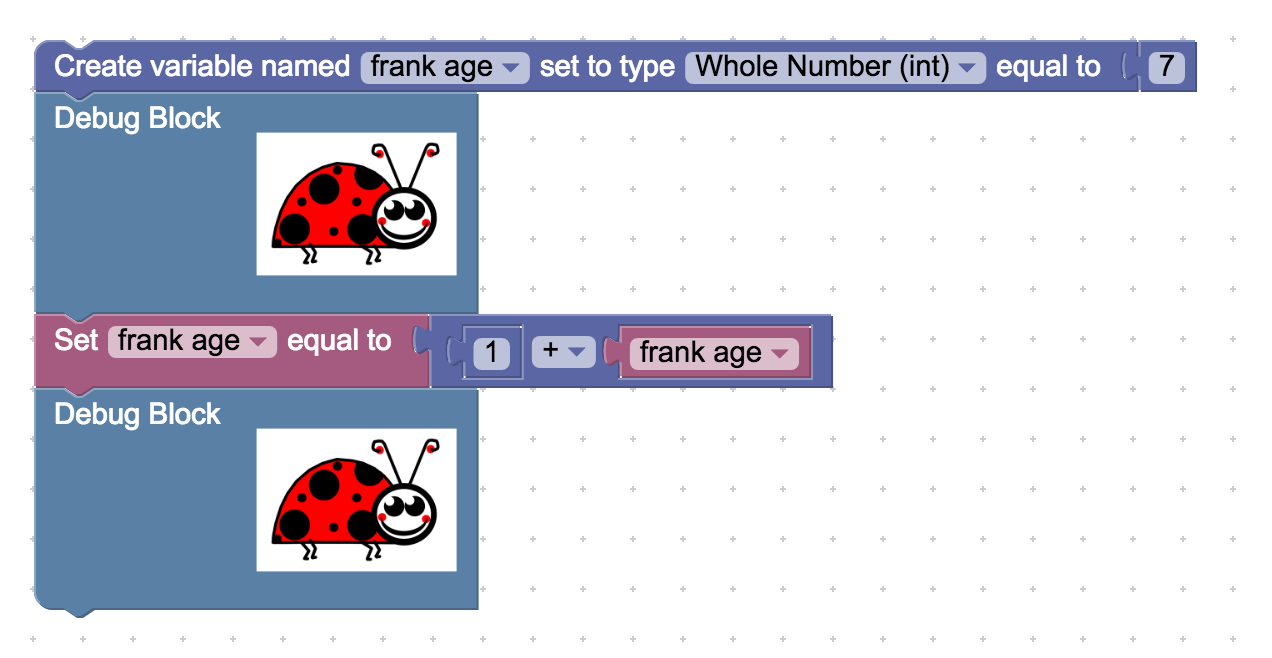 Create variable named frank age set to type Whole Number (int) equal to 7
Debug Block
Set frank age equal to 1 + frank age
Debug Block